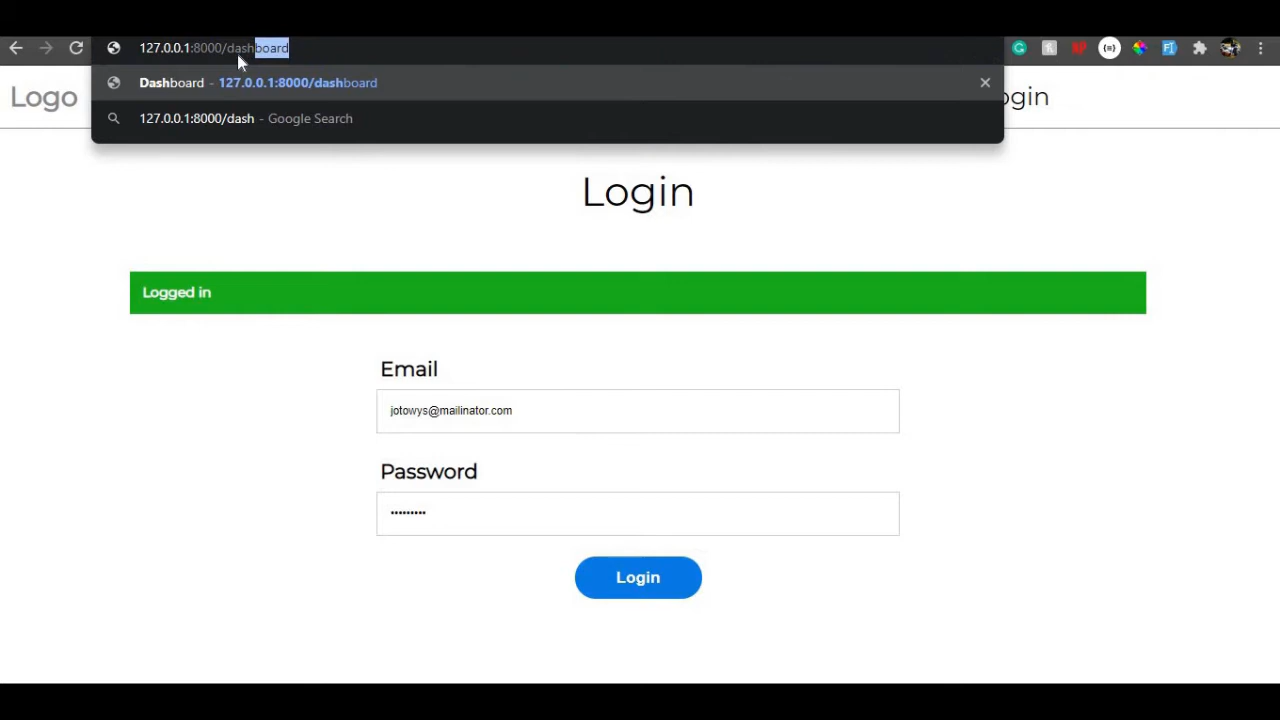 127.0.0.1:8000/dashboard
Dashboard - 127.0.0.1:8000/dashboard
127.0.0.1:8000/dash - Google Search
Logo
ogin
Login
Logged in
Email
jotowys@mailinator.com
Password
•••••••••
Login